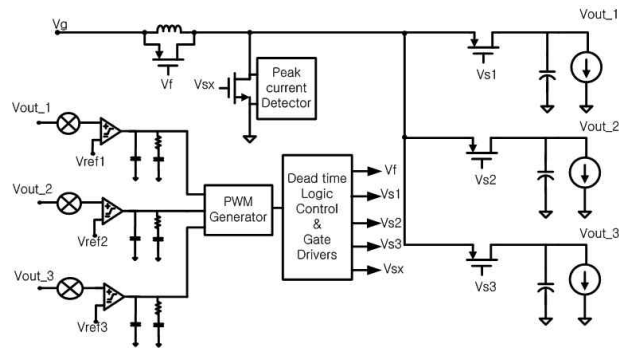 Vg
Vf
Vsx
Peak
current
Detector
Vs1
Vout_1
Vout_1
Vref1
Vout_2
Vref2
Vout_3
Vref3
PWM
Generator
Dead time
Logic
Control
&
Gate
Drivers
Vf
Vs1
Vs2
Vs3
Vsx
Vout_2
Vs2
Vout_3
Vs3